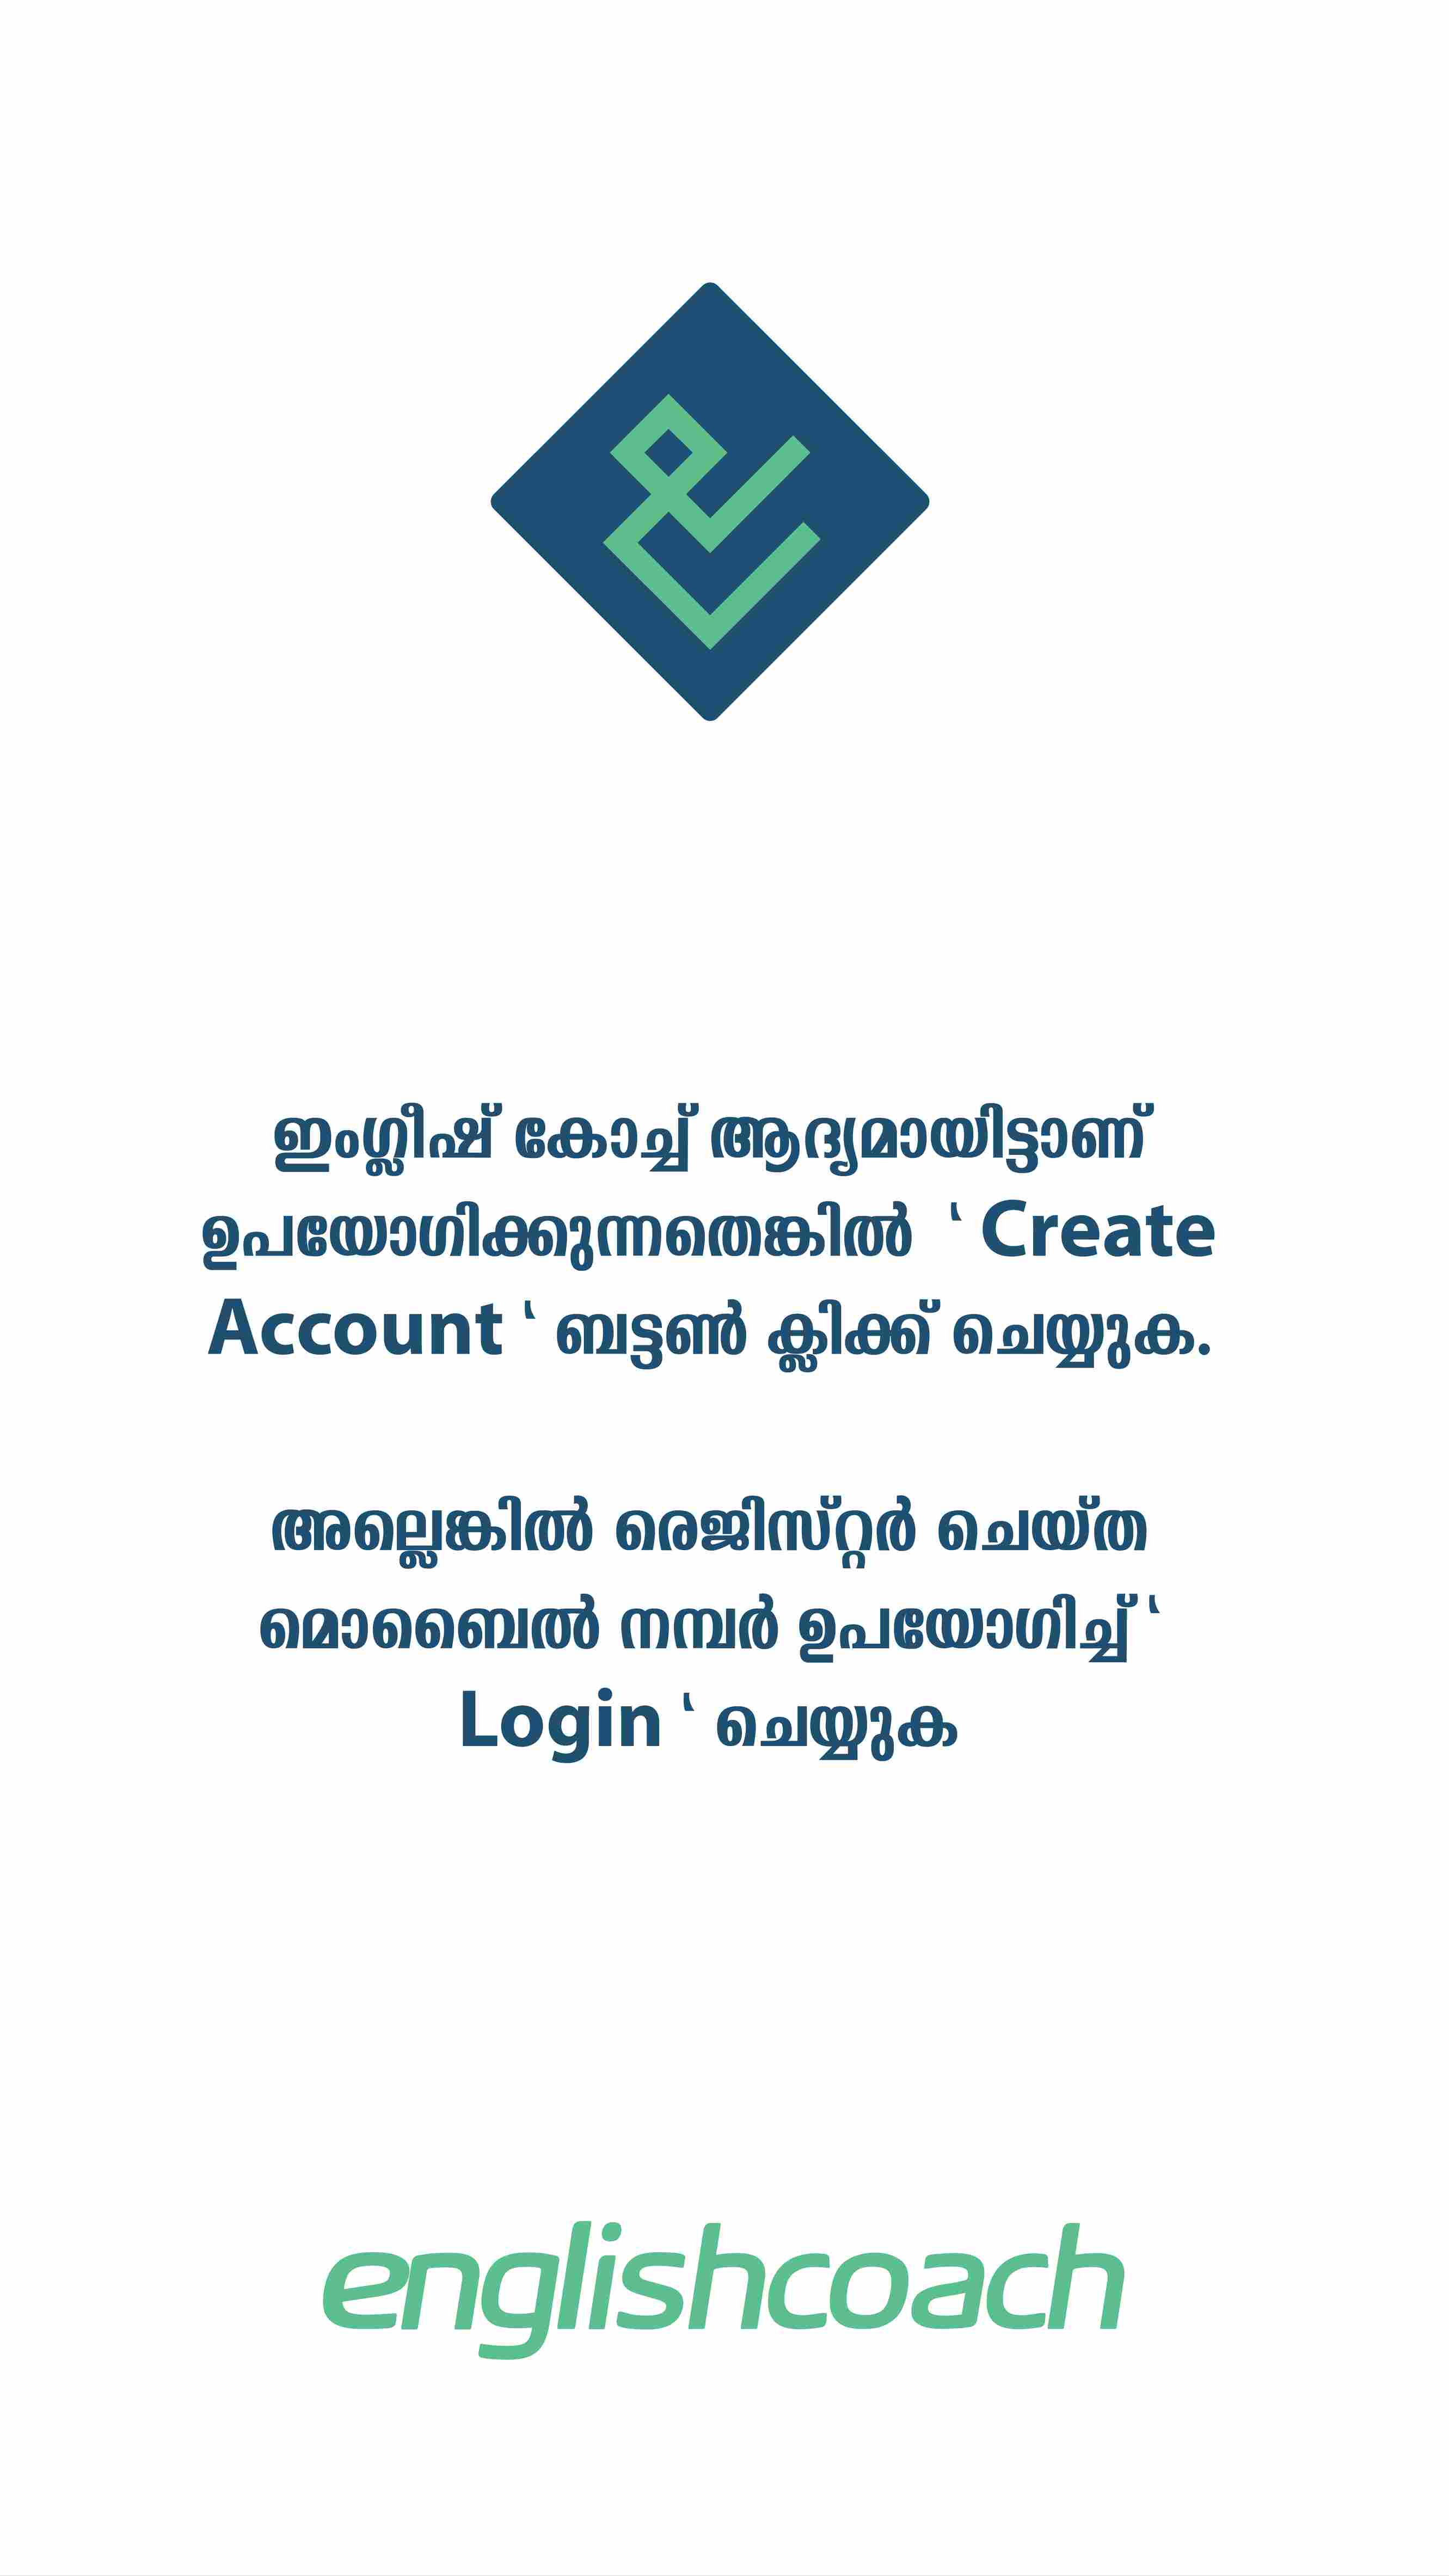 ഇംഗ്ലീഷ് കോച്ച് ആദ്യമായിട്ടാണ്
ഉപയോഗിക്കുന്നതെങ്കിൽ ‛ Create
Account ‛ ബട്ടൺ ക്ലിക്ക് ചെയ്യുക.
അല്ലെങ്കിൽ രെജിസ്റ്റർ ചെയ്ത
മൊബൈൽ നമ്പർ ഉപയോഗിച്ച് ‛
Login ‛ ചെയ്യുക
englishcoach